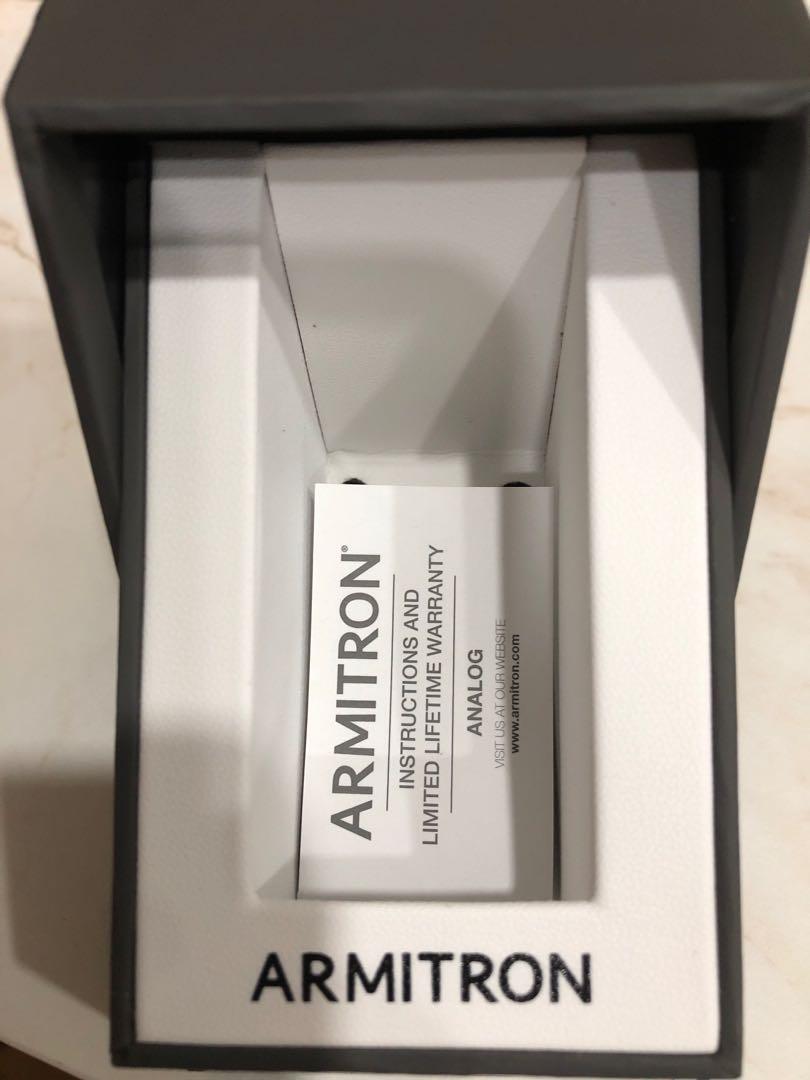 ARMITRON®
INSTRUCTIONS AND
LIMITED LIFETIME WARRANTY
ANALOG
VISIT US AT OUR WEBSITE
www.armitron.com
ARMITRON